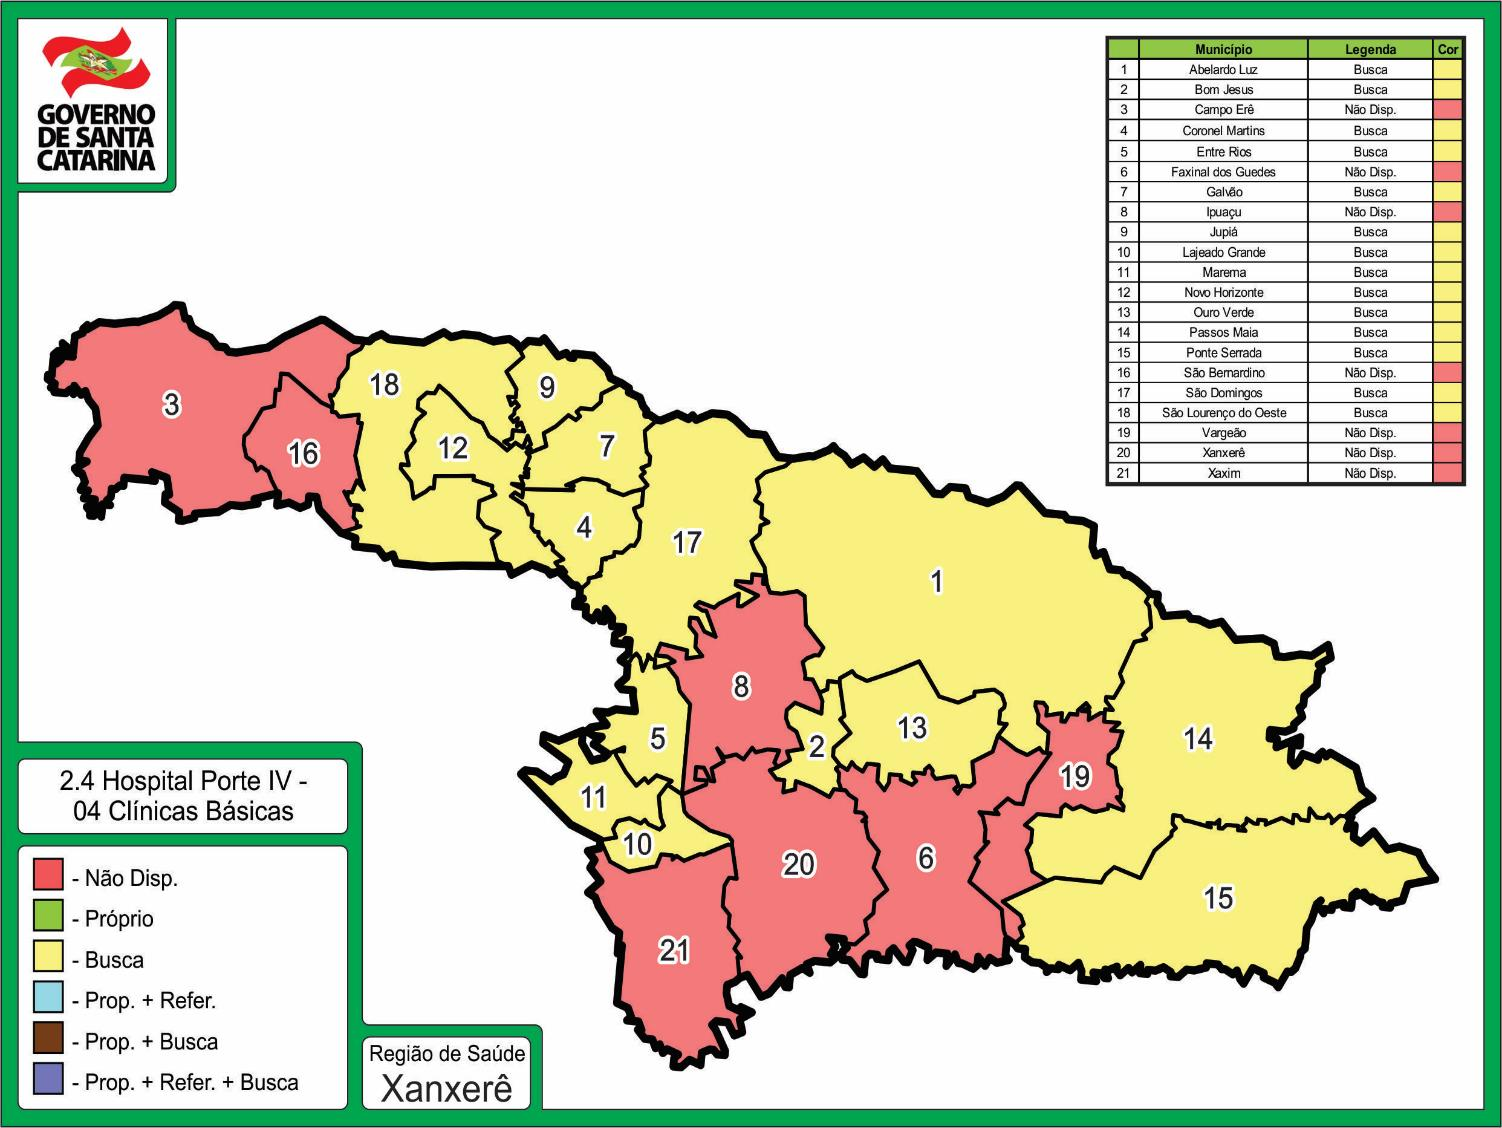 GOVERNO
DE SANTA
CATARINA
Município Legenda Cor
1 Abelardo Luz Busca
2 Bom Jesus Busca
3 Campo Erê Não Disp.
4 Coronel Martins Busca
5 Entre Rios Busca
6 Faxinal dos Guedes Não Disp.
7 Galvão Busca
8 Ipuaçu Não Disp.
9 Jupiá Busca
10 Lajeado Grande Busca
11 Marema Busca
12 Novo Horizonte Busca
13 Ouro Verde Busca
14 Passos Maia Busca
15 Ponte Serrada Busca
16 São Bernardino Não Disp.
17 São Domingos Busca
18 São Lourenço do Oeste Busca
19 Vargeão Não Disp.
20 Xanxerê Não Disp.
21 Xaxim Não Disp.
18
9
3
7
12
16
4
17
1
8
5
13
14
2
19
11
10
6
20
15
21
2.4 Hospital Porte IV -
04 Clínicas Básicas
- Não Disp.
- Próprio
- Busca
- Prop. + Refer.
- Prop. + Busca
- Prop. + Refer. + Busca
Região de Saúde
Xanxerê